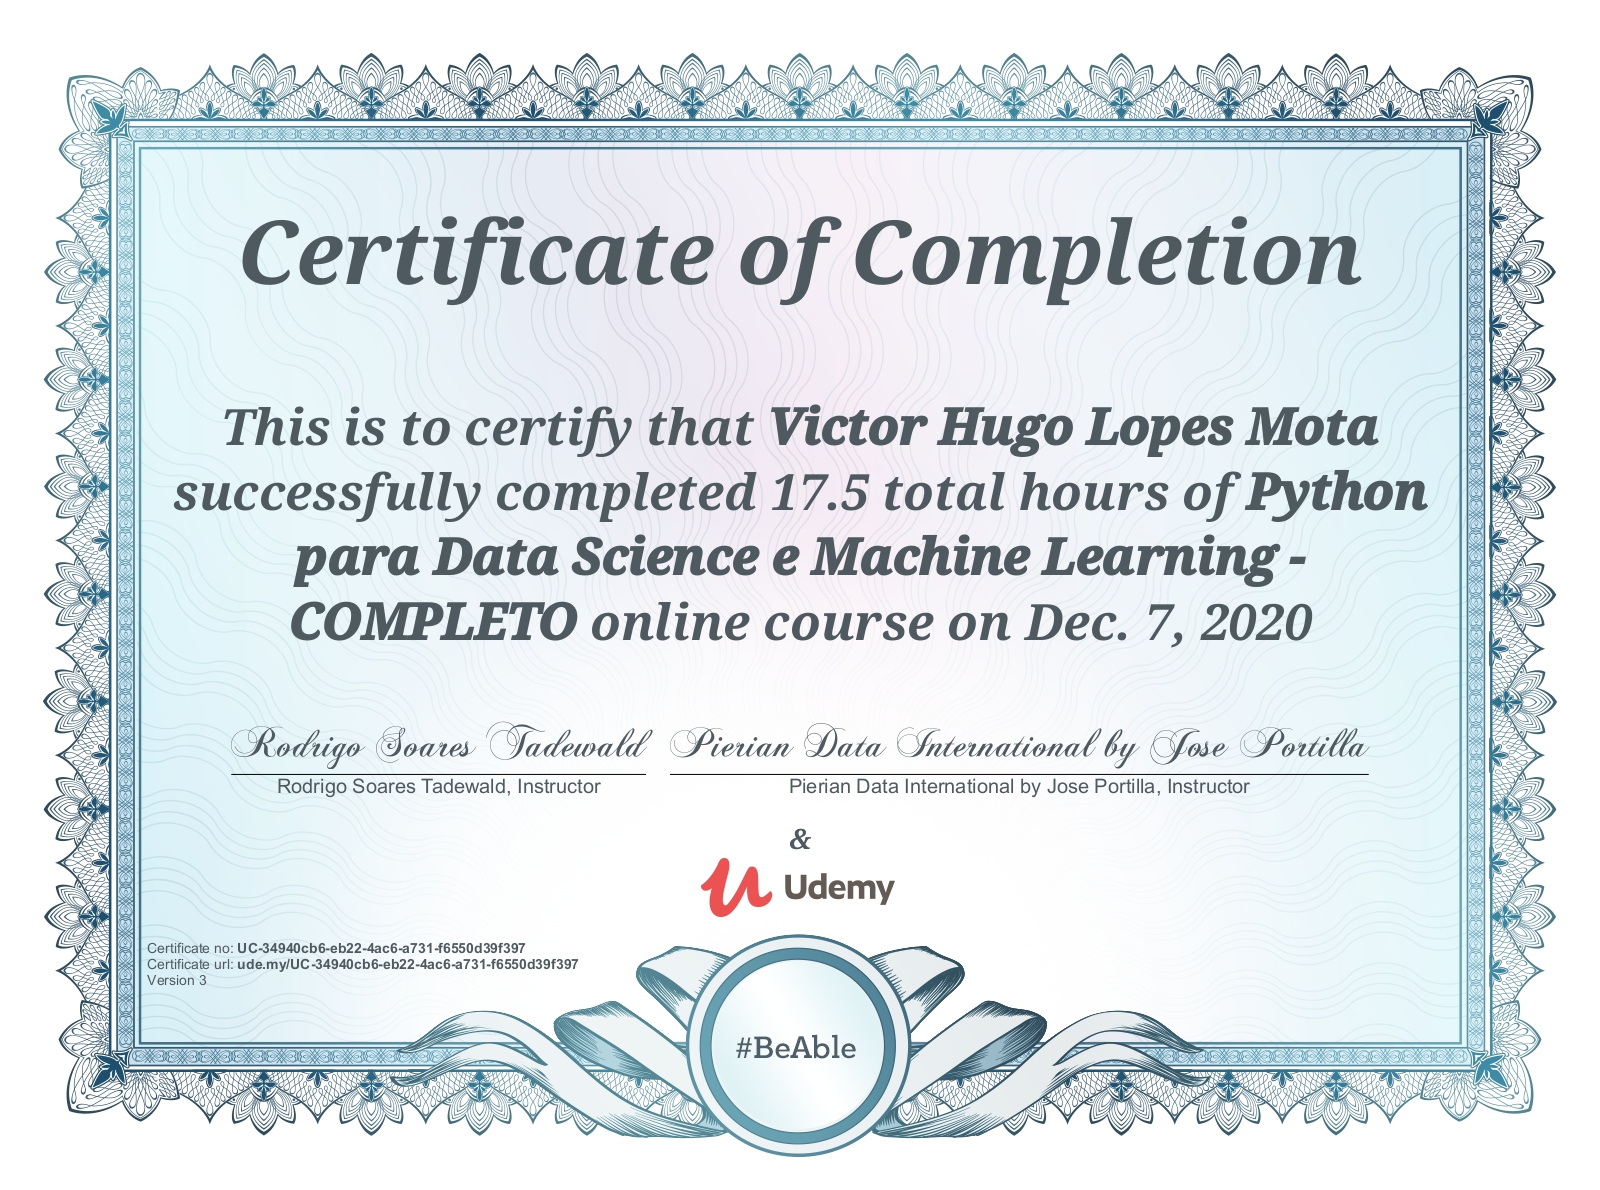 Certificate of Completion
This is to certify that Victor Hugo Lopes Mota
successfully completed 17.5 total hours of Python
para Data Science e Machine Learning -
COMPLETO online course on Dec. 7, 2020
Rodrigo Soares Tadewald
Rodrigo Soares Tadewald, Instructor
Pierian Data International by Jose Portilla
Pierian Data International by Jose Portilla, Instructor
&
Udemy
Certificate no: UC-34940cb6-eb22-4ac6-a731-f6550d39f397
Certificate url: ude.my/UC-34940cb6-eb22-4ac6-a731-f6550d39f397
Version 3
#BeAble